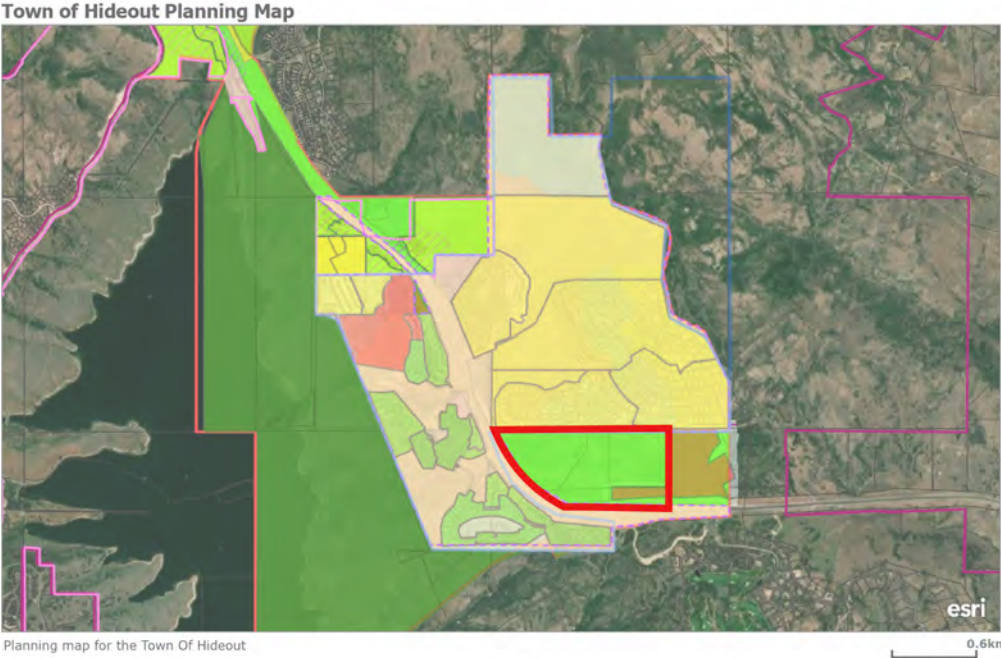 Town of Hideout Planning Map
esri
Planning map for the Town Of Hideout
0.6km